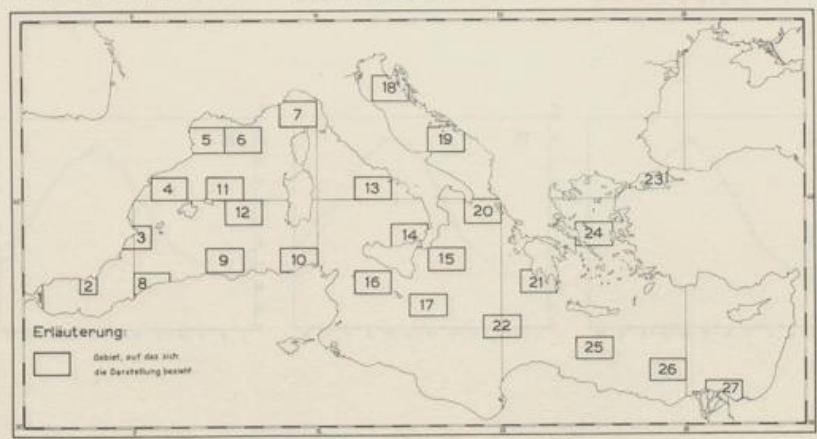 18
7
5 6 19
4 11 13 23
12 20
3 14 24
9 10 15
2 8 16 21
17
22
25
26
27
Erläuterung:
Gebiet, auf das sich
die Darstellung bezieht